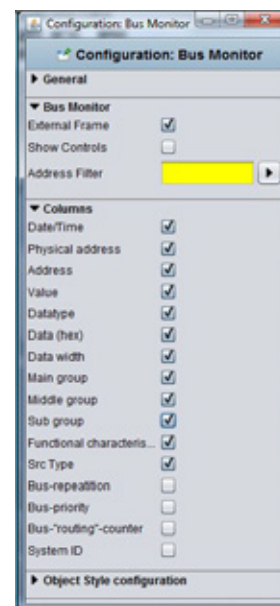 Configuration: Bus Monitor
Configuration: Bus Monitor
General
Bus Monitor
External Frame
Show Controls
Address Filter
Columns
Date/Time
Physical address
Address
Value
Datatype
Data (hex)
Data width
Main group
Middle group
Sub group
Functional characteris...
Src Type
Bus-repeatition
Bus-priority
Bus-"routing"-counter
System ID
Object Style configuration